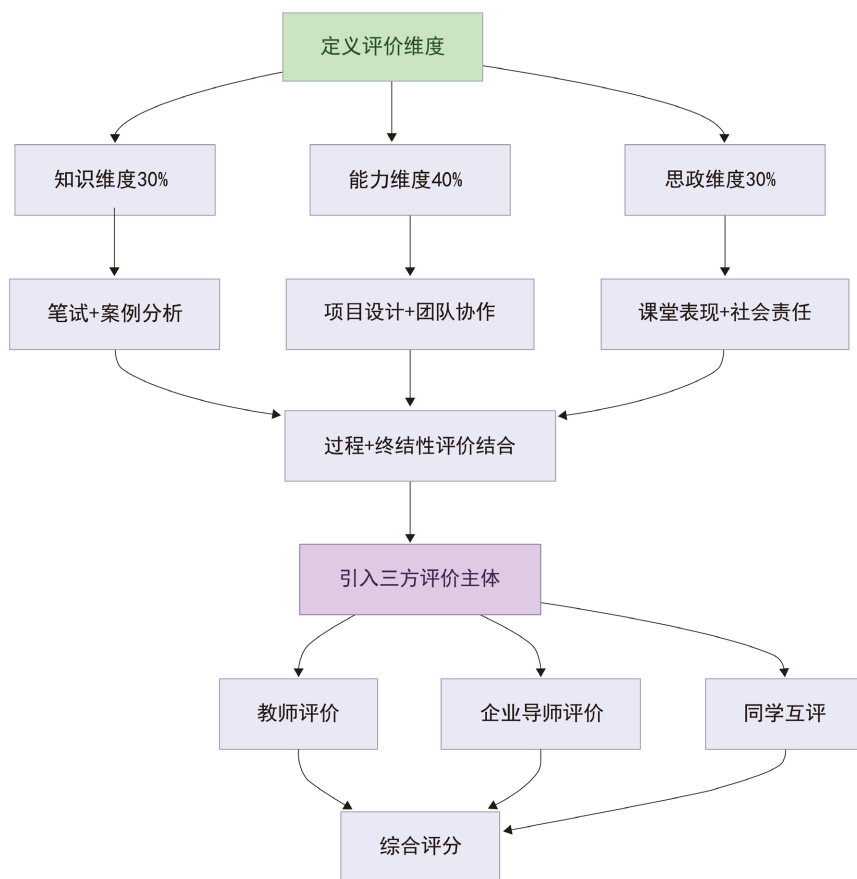 定义评价维度
知识维度30%
能力维度40%
思政维度30%
笔试+案例分析
项目设计+团队协作
课堂表现+社会责任
过程+终结性评价结合
引入三方评价主体
教师评价
企业导师评价
同学互评
综合评分